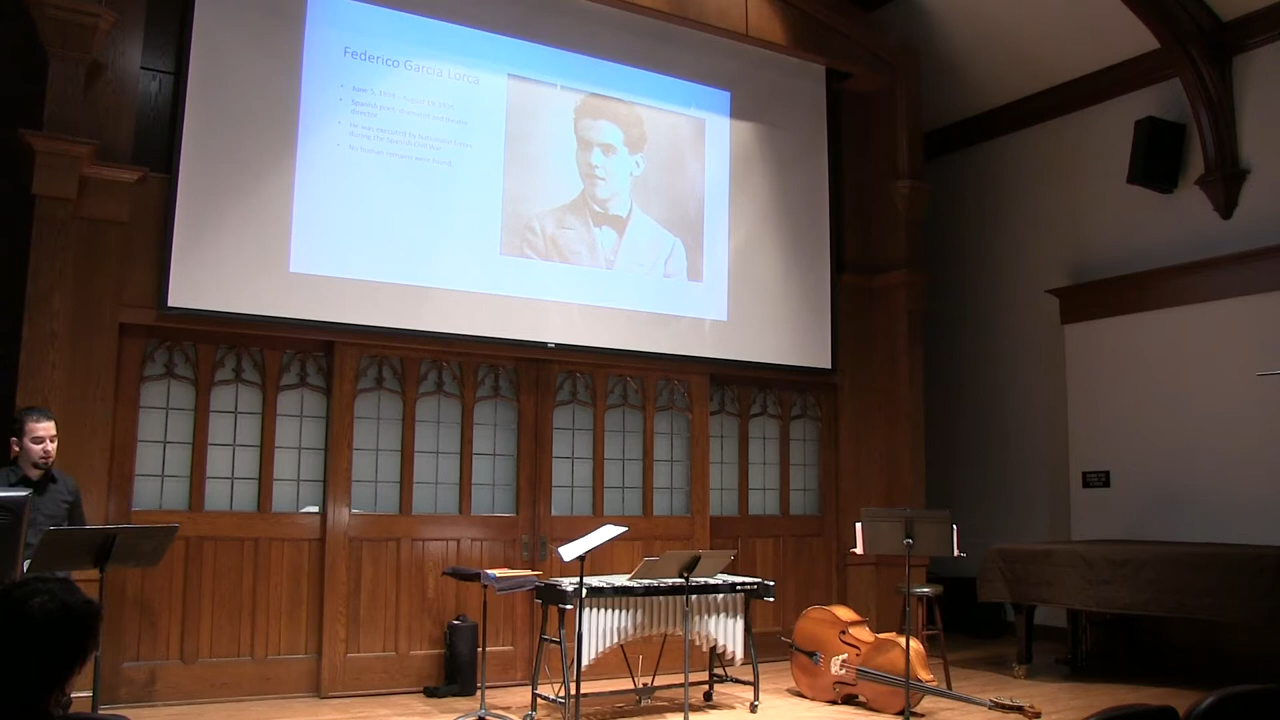 Federico García Lorca
• June 5, 1898 - August 19, 1936
• Spanish poet, dramatist and theatre
director
• He was executed by Nationalist forces
during the Spanish Civil War
• No human remains were found,